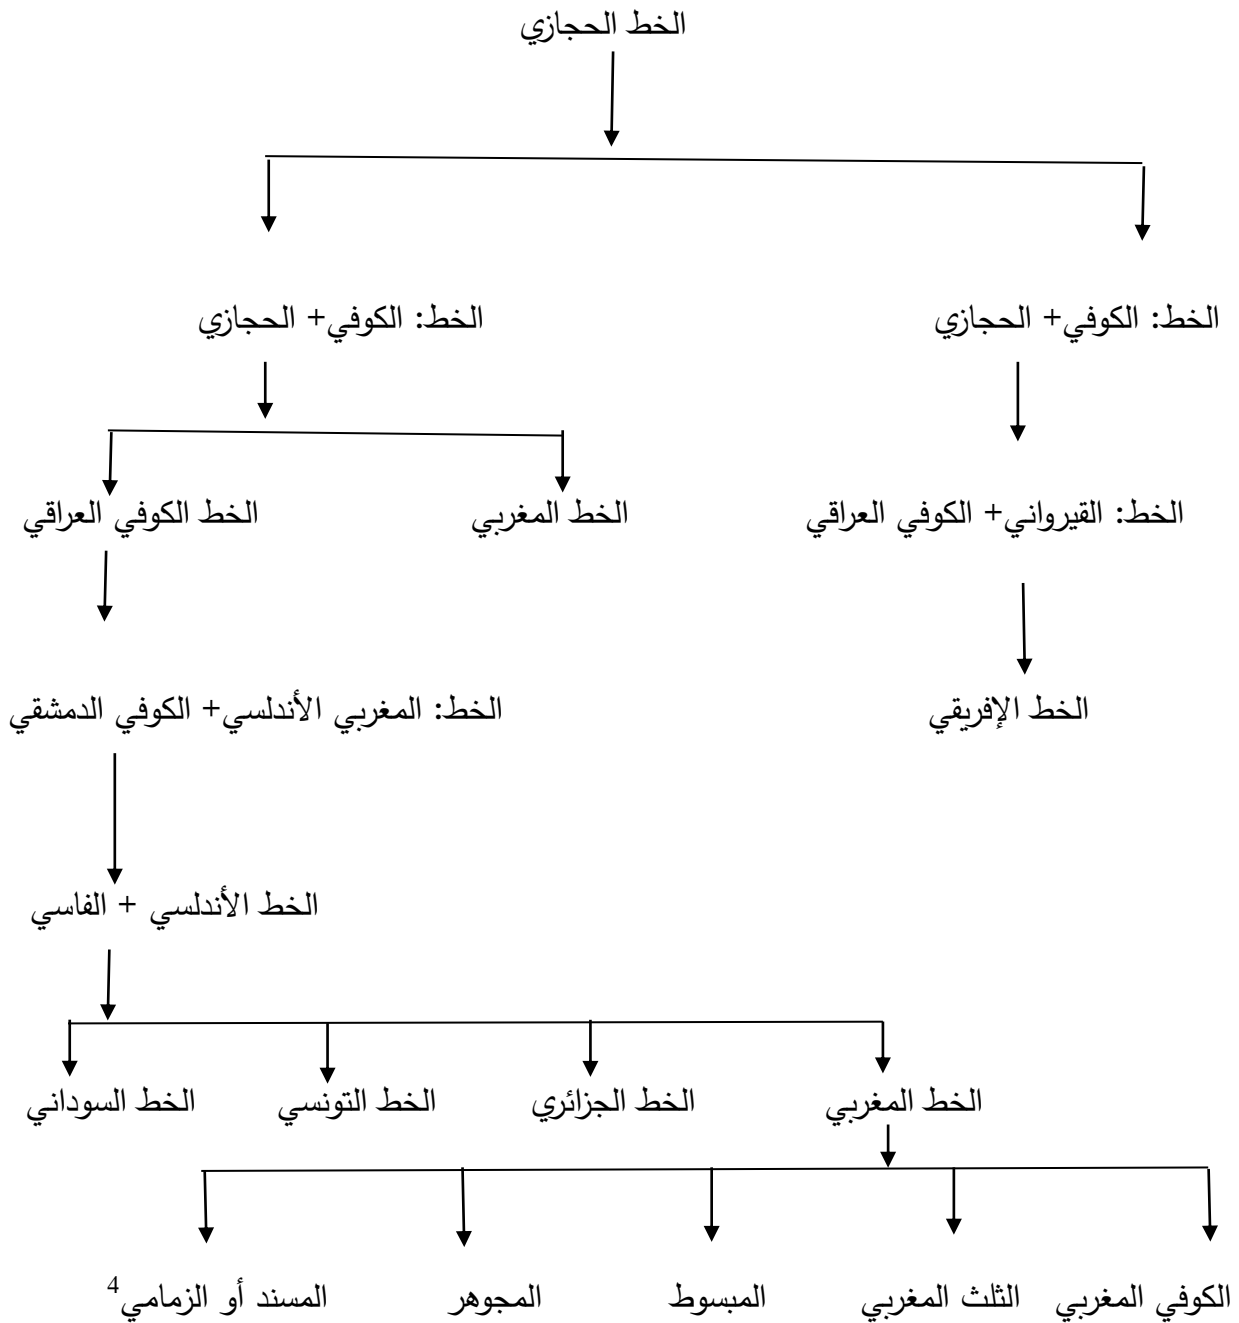 الخط الحجازي
الخط: الكوفي+ الحجازي
الخط: الكوفي+ الحجازي
الخط: القيرواني+ الكوفي العراقي
الخط المغربي
الخط الكوفي العراقي
الخط الإفريقي
الخط: المغربي الأندلسي+ الكوفي الدمشقي
الخط الأندلسي + الفاسي
الخط المغربي
الخط الجزائري
الخط التونسي
الخط السوداني
الكوفي المغربي
الثلث المغربي
المبسوط
المجوهر
المسند أو الزمامي4